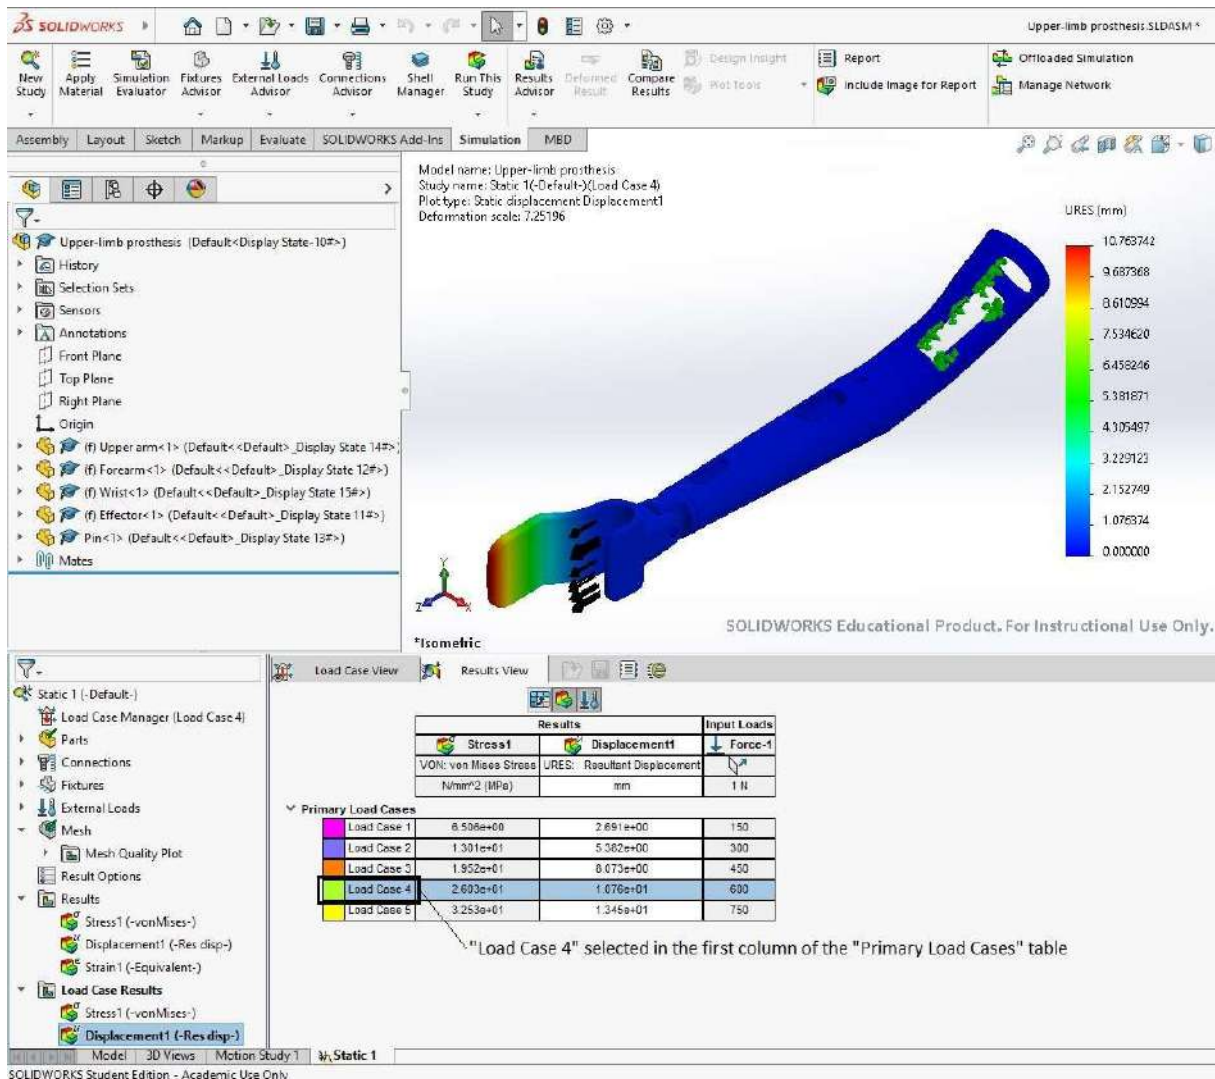 SOLIDWORKS
Upper-limb prosthesis.SLDASM *
New Study
Apply Material
Simulation Evaluator
Fixtures Advisor
External Loads Advisor
Connections Advisor
Shell Manager
Run This Study
Results Advisor
Deformed Result
Compare Results
Design Insight
Plot Tools
Report
Include Image for Report
Offloaded Simulation
Manage Network
Assembly Layout Sketch Markup Evaluate SOLIDWORKS Add-Ins Simulation MBD
Model name: Upper-limb prosthesis
Study name: Static 1(-Default-)(Load Case 4)
Plot type: Static displacement Displacement1
Deformation scale: 7.25196
Upper-limb prosthesis (Default<Display State-10#>)
History
Selection Sets
Sensors
Annotations
Front Plane
Top Plane
Right Plane
Origin
(f) Upper arm<1> (Default<<Default>_Display State 14#>)
(f) Forearm<1> (Default<<Default>_Display State 12#>)
(f) Wrist<1> (Default<<Default>_Display State 15#>)
(f) Effector<1> (Default<<Default>_Display State 11#>)
Pin<1> (Default<<Default>_Display State 13#>)
Mates
URES (mm)
10.763742
9.687368
8.610994
7.534620
6.458246
5.381871
4.305497
3.229123
2.152749
1.076374
0.000000
Y
Z
X
*Isometric
SOLIDWORKS Educational Product. For Instructional Use Only.
Static 1 (-Default-)
Load Case Manager (Load Case 4)
Parts
Connections
Fixtures
External Loads
Mesh
Mesh Quality Plot
Result Options
Results
Stress1 (-vonMises-)
Displacement1 (-Res disp-)
Strain1 (-Equivalent-)
Load Case Results
Stress1 (-vonMises-)
Displacement1 (-Res disp-)
Load Case View Results View
Results Input Loads
Stress1 Displacement1 Force-1
VON: von Mises Stress URES: Resultant Displacement
N/mm^2 (MPa) mm 1 N
Primary Load Cases
Load Case 1 6.506e+00 2.691e+00 150
Load Case 2 1.301e+01 5.382e+00 300
Load Case 3 1.952e+01 8.073e+00 450
Load Case 4 2.603e+01 1.076e+01 600
Load Case 5 3.253e+01 1.345e+01 750
"Load Case 4" selected in the first column of the "Primary Load Cases" table
Model 3D Views Motion Study 1 Static 1
SOLIDWORKS Student Edition - Academic Use Only